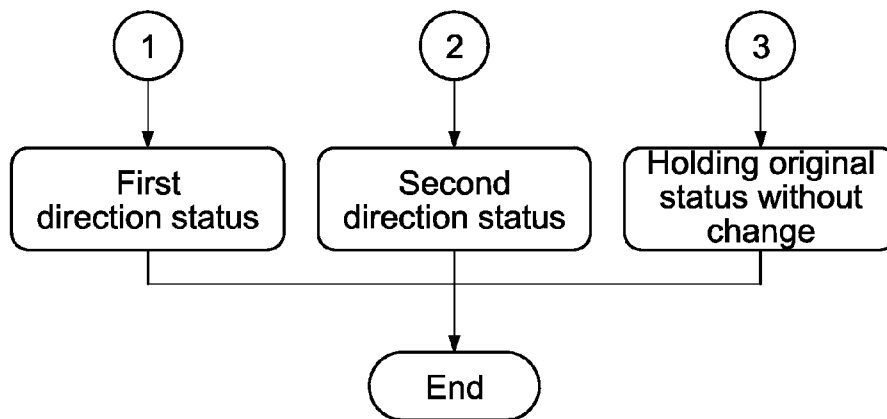 1
2
3
First
direction status
Second
direction status
Holding original
status without
change
End